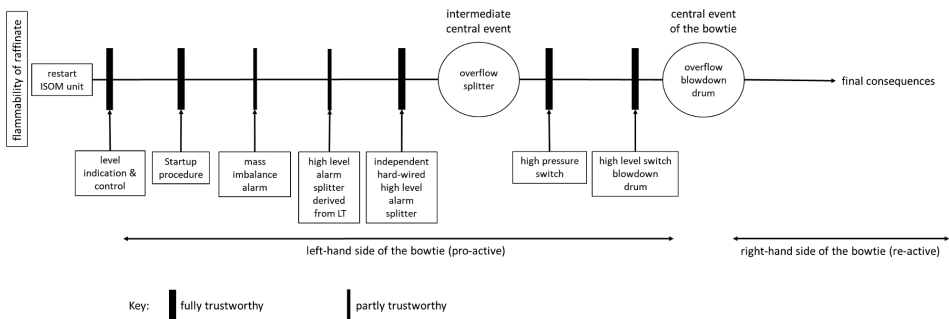 flammability of raffinate
restart
ISOM unit
intermediate
central event
overflow
splitter
central event
of the bowtie
overflow
blowdown
drum
final consequences
level
indication &
control
Startup
procedure
mass
imbalance
alarm
high level
alarm
splitter
derived
from LT
independent
hard-wired
high level
alarm
splitter
high pressure
switch
high level switch
blowdown
drum
left-hand side of the bowtie (pro-active)
right-hand side of the bowtie (re-active)
Key:
fully trustworthy
partly trustworthy